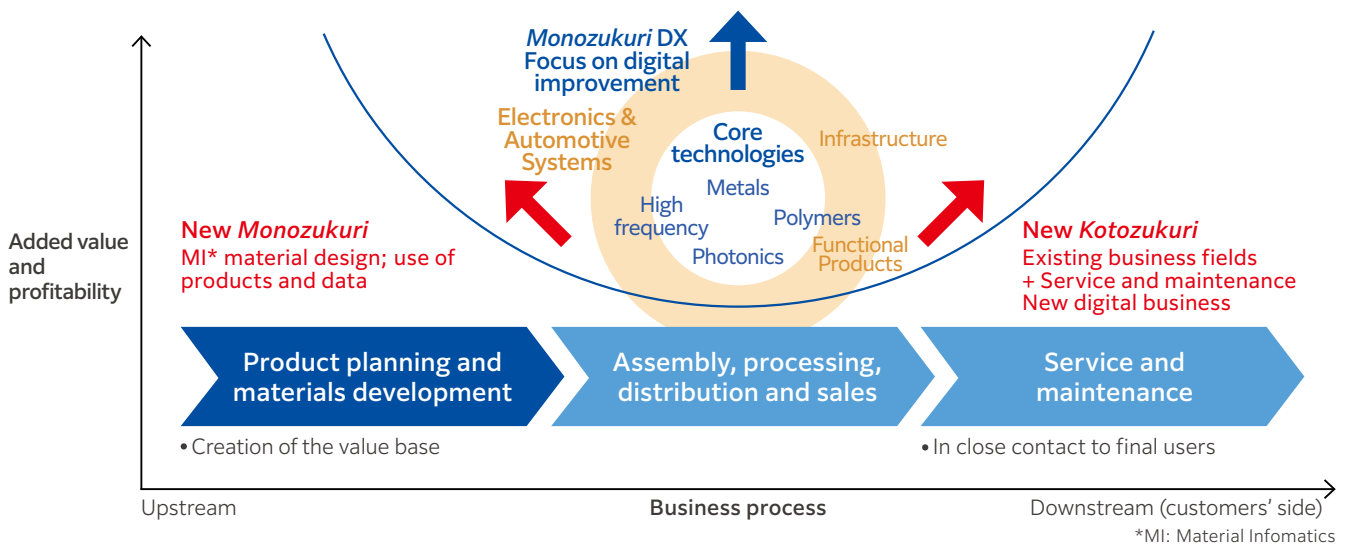 Monozukuri DX
Focus on digital
improvement
Electronics &
Automotive
Systems
Core
technologies
Infrastructure
Metals
High
frequency
Polymers
Photonics
Functional
Products
Added value
and
profitability
New Monozukuri
MI* material design; use of
products and data
New Kotozukuri
Existing business fields
+ Service and maintenance
New digital business
Product planning and
materials development
Assembly, processing,
distribution and sales
Service and
maintenance
• Creation of the value base
• In close contact to final users
Upstream
Business process
Downstream (customers' side)
*MI: Material Infomatics